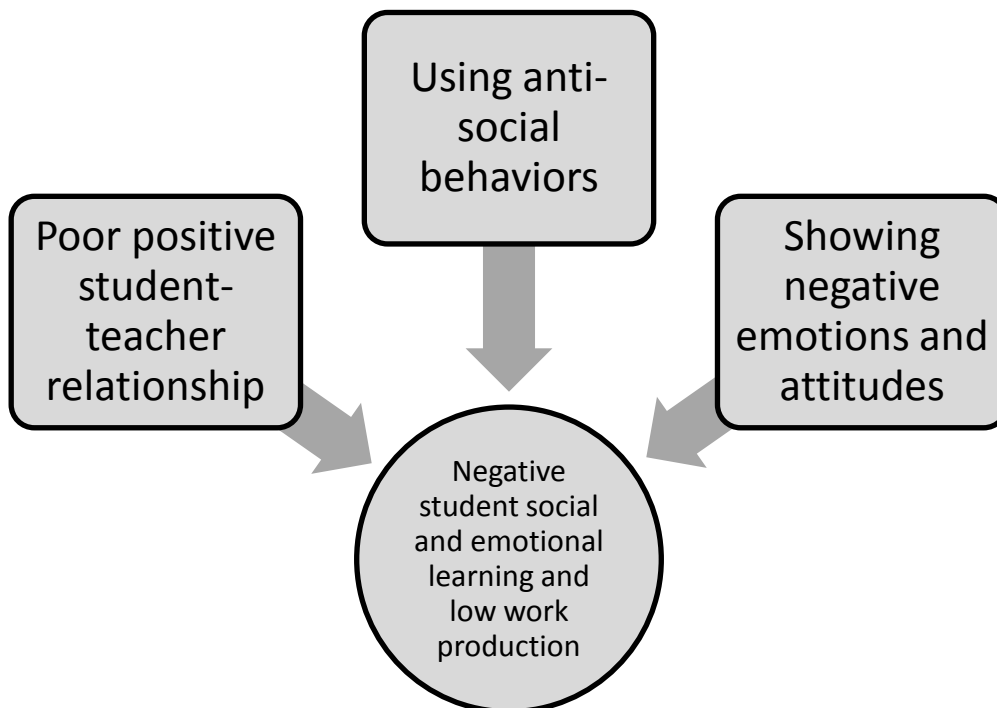 Using anti-
social
behaviors
Poor positive
student-
teacher
relationship
Showing
negative
emotions and
attitudes
Negative
student social
and emotional
learning and
low work
production